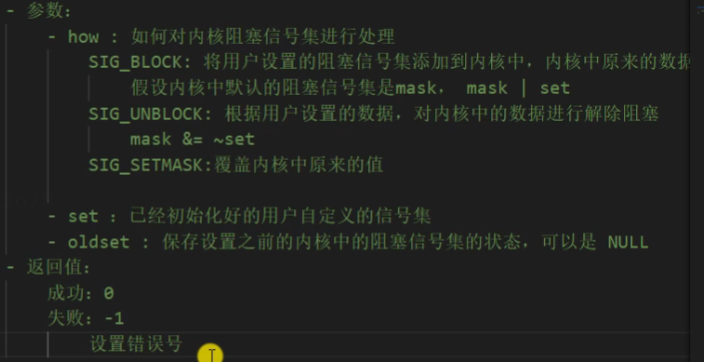 - 参数:
- how : 如何对内核阻塞信号集进行处理
SIG_BLOCK: 将用户设置的阻塞信号集添加到内核中, 内核中原来的数据
假设内核中默认的阻塞信号集是mask, mask | set
SIG_UNBLOCK: 根据用户设置的数据, 对内核中的数据进行解除阻塞
mask &= ~set
SIG_SETMASK:覆盖内核中原来的值
- set : 已经初始化好的用户自定义的信号集
- oldset : 保存设置之前的内核中的阻塞信号集的状态, 可以是 NULL
- 返回值:
成功: 0
失败: -1
设置错误号